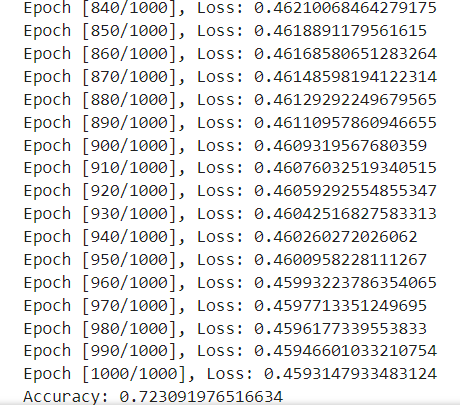 Epoch [840/1000], Loss: 0.46210068464279175
Epoch [850/1000], Loss: 0.4618891179561615
Epoch [860/1000], Loss: 0.46168580651283264
Epoch [870/1000], Loss: 0.46148598194122314
Epoch [880/1000], Loss: 0.46129292249679565
Epoch [890/1000], Loss: 0.46110957860946655
Epoch [900/1000], Loss: 0.4609319567680359
Epoch [910/1000], Loss: 0.46076032519340515
Epoch [920/1000], Loss: 0.46059292554855347
Epoch [930/1000], Loss: 0.46042516827583313
Epoch [940/1000], Loss: 0.460260272026062
Epoch [950/1000], Loss: 0.4600958228111267
Epoch [960/1000], Loss: 0.45993223786354065
Epoch [970/1000], Loss: 0.4597713351249695
Epoch [980/1000], Loss: 0.4596177339553833
Epoch [990/1000], Loss: 0.45946601033210754
Epoch [1000/1000], Loss: 0.4593147933483124
Accuracy: 0.723091976516634